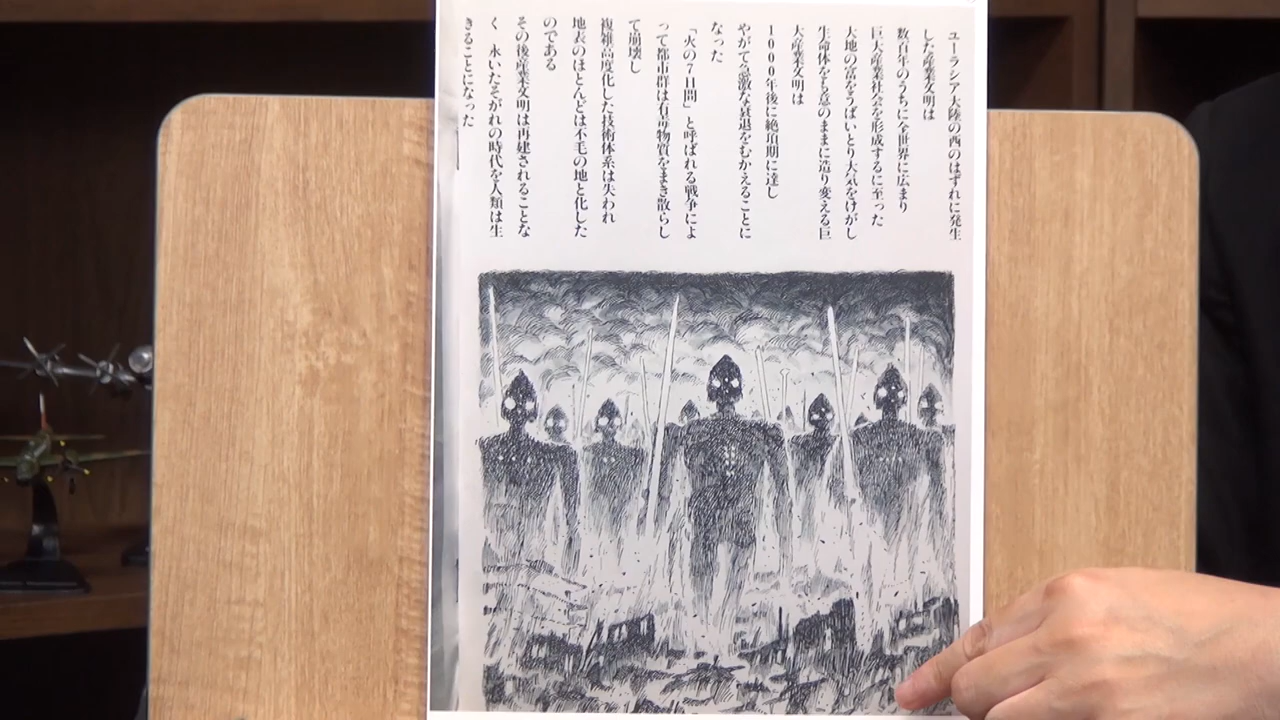 ユーラシア大陸の西のはずれに発生
した産業文明は
数百年のうちに全世界に広まり
巨大産業社会を形成するに至った
大地の富をうばいとり大気をけがし
生命体をも意のままに造り変える巨
大産業文明は
1000年後に絶頂期に達し
やがて急激な衰退をむかえることに
なった
「火の7日間」と呼ばれる戦争によ
って都市群は有毒物質をまき散らし
て崩壊し
複雑高度化した技術体系は失われ
地表のほとんどは不毛の地と化した
のである
その後産業文明は再建されることな
く　永いたそがれの時代を人類は生
きることになった